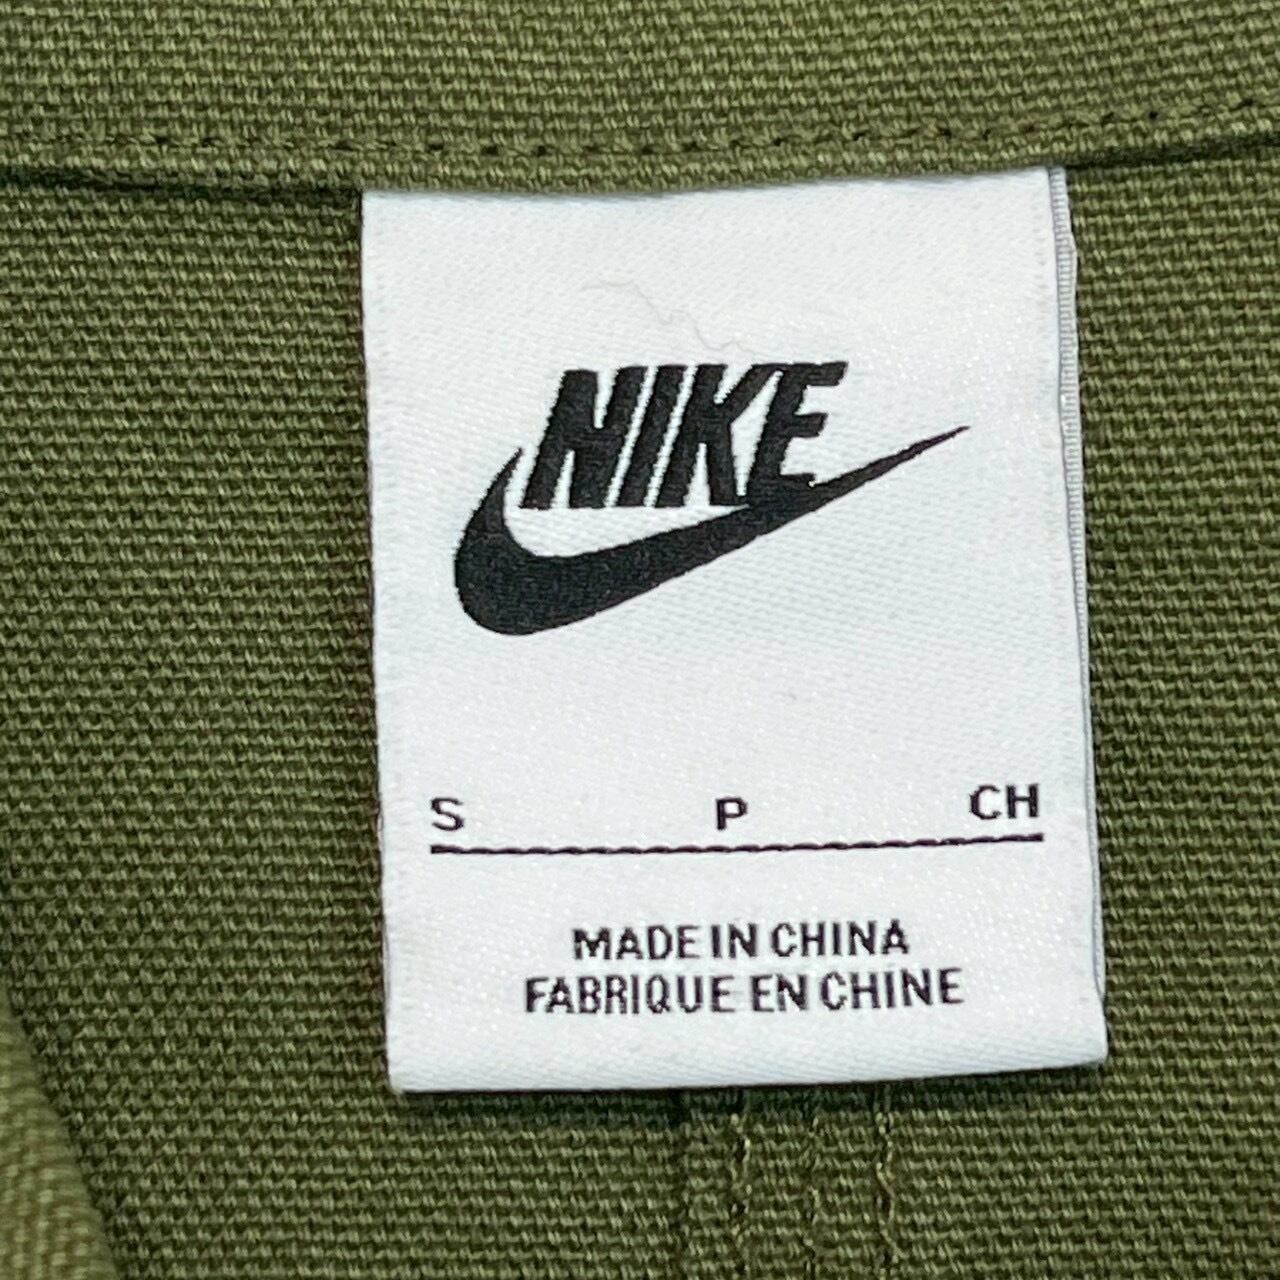 NIKE
S P CH
MADE IN CHINA
FABRIQUE EN CHINE